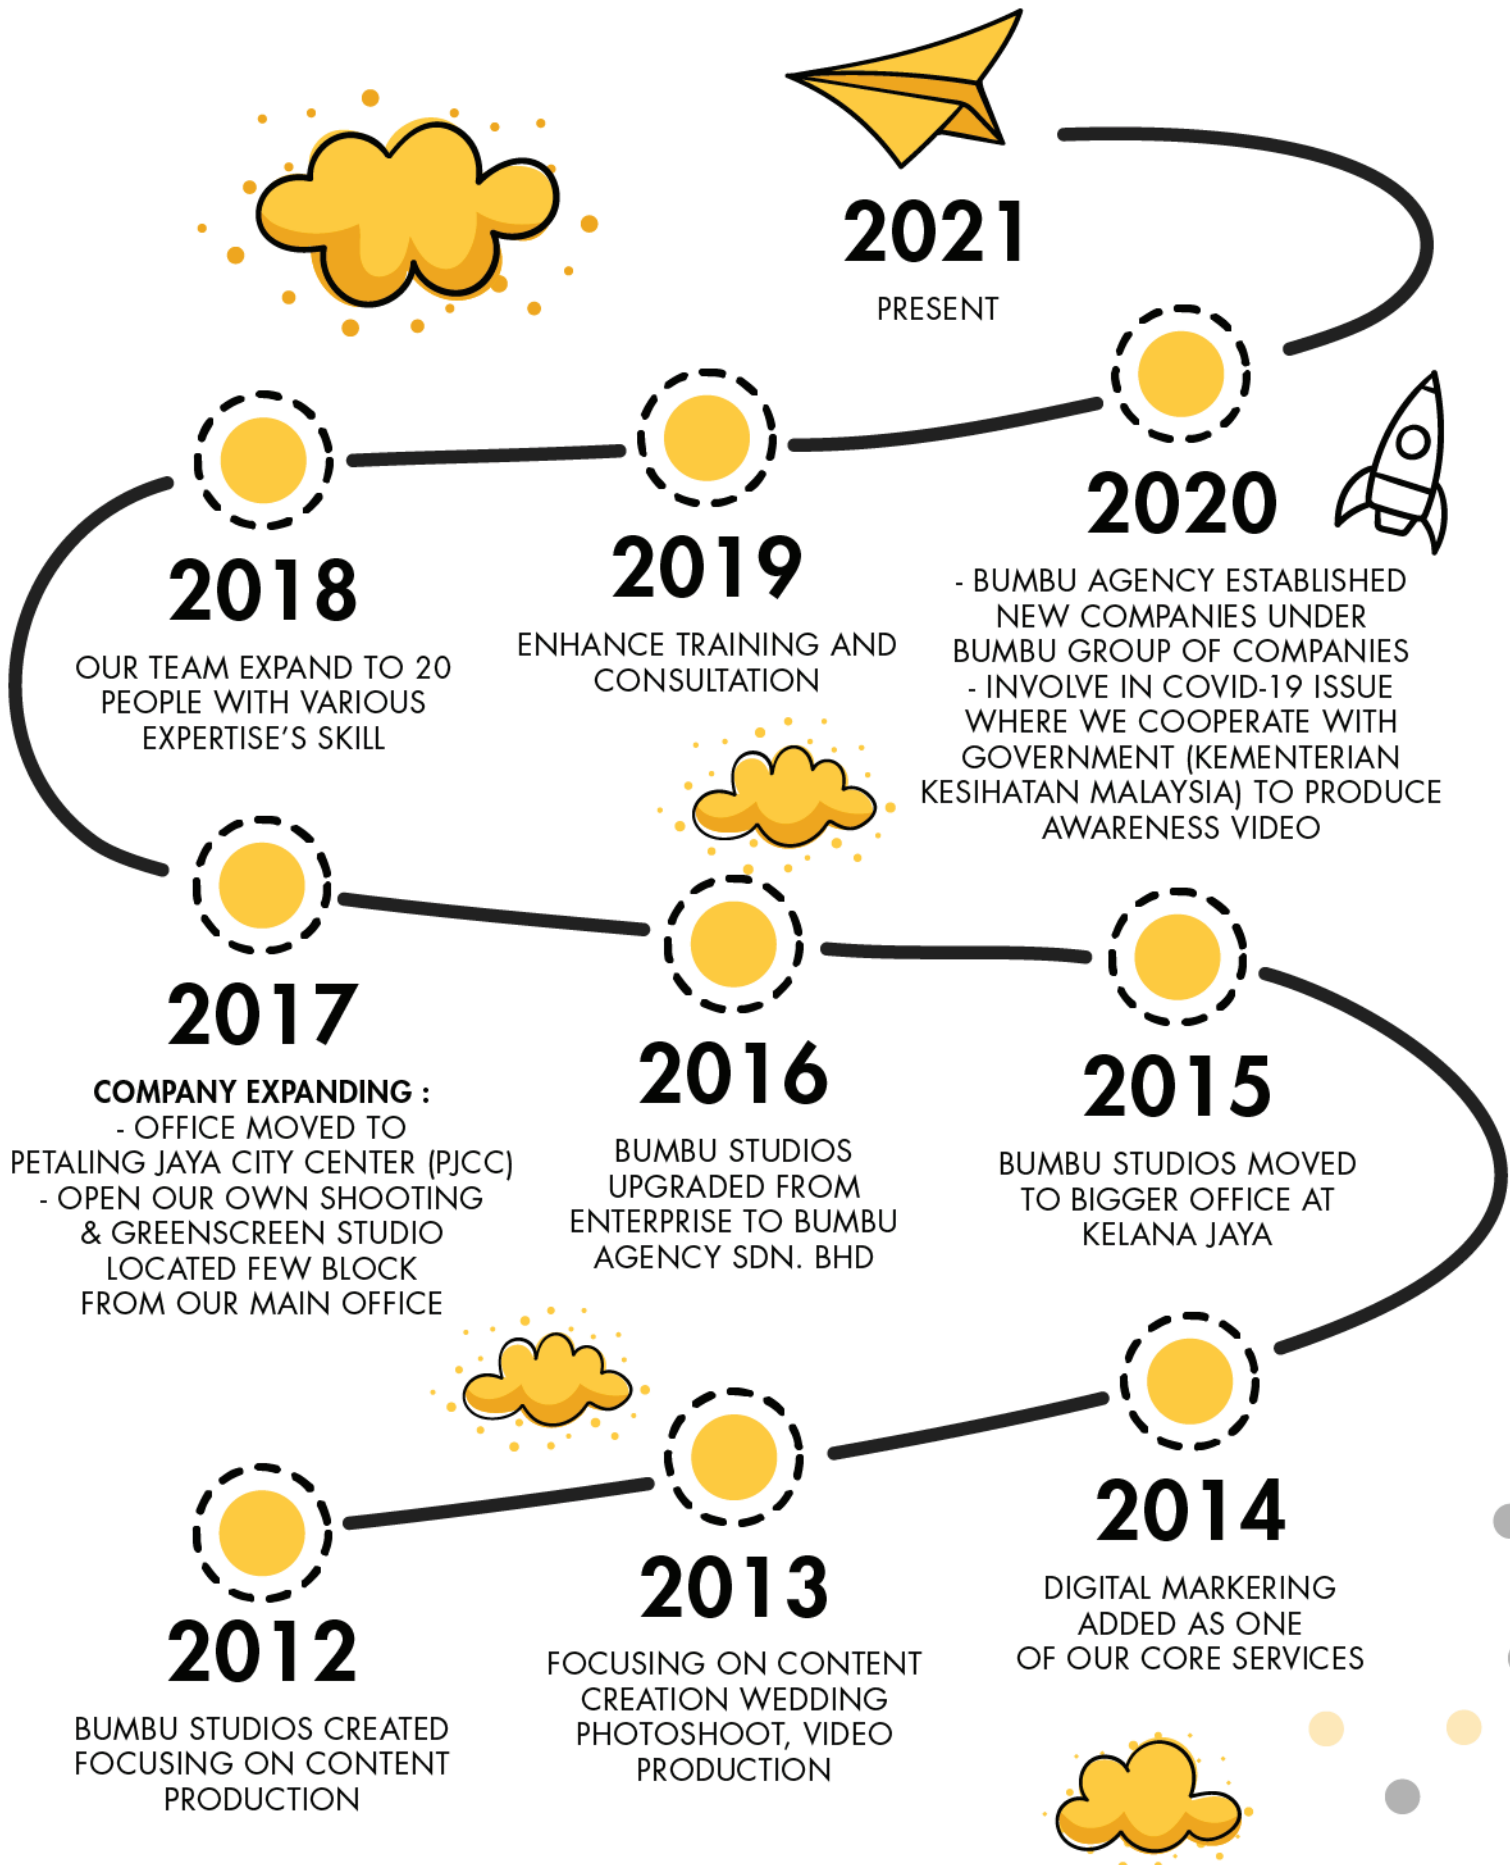 2021
PRESENT
2018
OUR TEAM EXPAND TO 20
PEOPLE WITH VARIOUS
EXPERTISE'S SKILL
2019
ENHANCE TRAINING AND
CONSULTATION
2020
- BUMBU AGENCY ESTABLISHED
NEW COMPANIES UNDER
BUMBU GROUP OF COMPANIES
- INVOLVE IN COVID-19 ISSUE
WHERE WE COOPERATE WITH
GOVERNMENT (KEMENTERIAN
KESIHATAN MALAYSIA) TO PRODUCE
AWARENESS VIDEO
2017
COMPANY EXPANDING :
- OFFICE MOVED TO
PETALING JAYA CITY CENTER (PJCC)
- OPEN OUR OWN SHOOTING
& GREENSCREEN STUDIO
LOCATED FEW BLOCK
FROM OUR MAIN OFFICE
2016
BUMBU STUDIOS
UPGRADED FROM
ENTERPRISE TO BUMBU
AGENCY SDN. BHD
2015
BUMBU STUDIOS MOVED
TO BIGGER OFFICE AT
KELANA JAYA
2012
BUMBU STUDIOS CREATED
FOCUSING ON CONTENT
PRODUCTION
2013
FOCUSING ON CONTENT
CREATION WEDDING
PHOTOSHOOT, VIDEO
PRODUCTION
2014
DIGITAL MARKERING
ADDED AS ONE
OF OUR CORE SERVICES